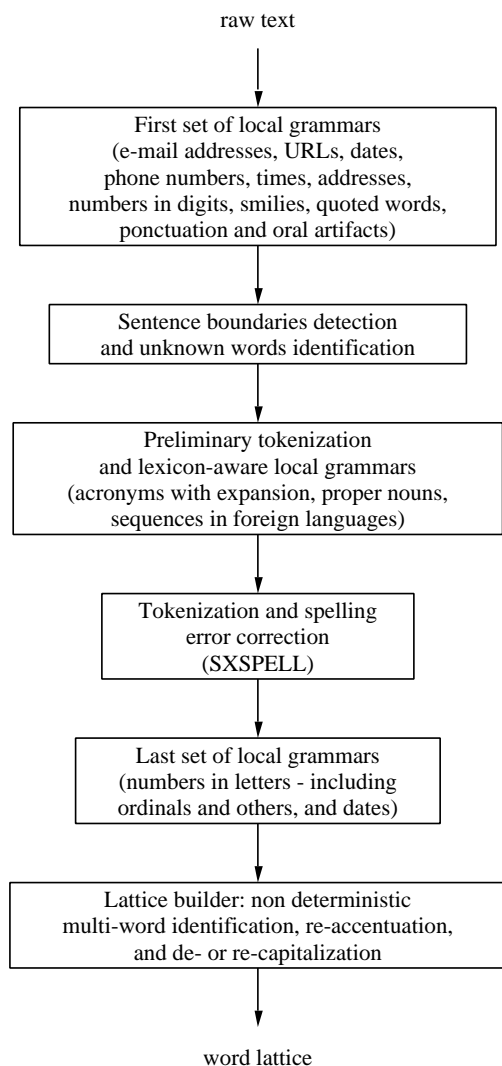 raw text
First set of local grammars
(e-mail addresses, URLs, dates,
phone numbers, times, addresses,
numbers in digits, smilies, quoted words,
ponctuation and oral artifacts)
Sentence boundaries detection
and unknown words identification
Preliminary tokenization
and lexicon-aware local grammars
(acronyms with expansion, proper nouns,
sequences in foreign languages)
Tokenization and spelling
error correction
(SXSPELL)
Last set of local grammars
(numbers in letters - including
ordinals and others, and dates)
Lattice builder: non deterministic
multi-word identification, re-accentuation,
and de- or re-capitalization
word lattice